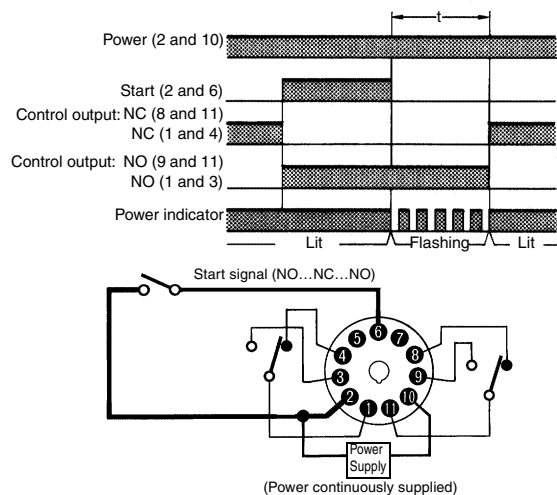 t
Power (2 and 10)
Start (2 and 6)
Control output: NC (8 and 11)
NC (1 and 4)
Control output: NO (9 and 11)
NO (1 and 3)
Power indicator
Lit Flashing Lit
Start signal (NO...NC...NO)
6
5 7
4 8
3 9
2 10
1 11
Power
Supply
(Power continuously supplied)